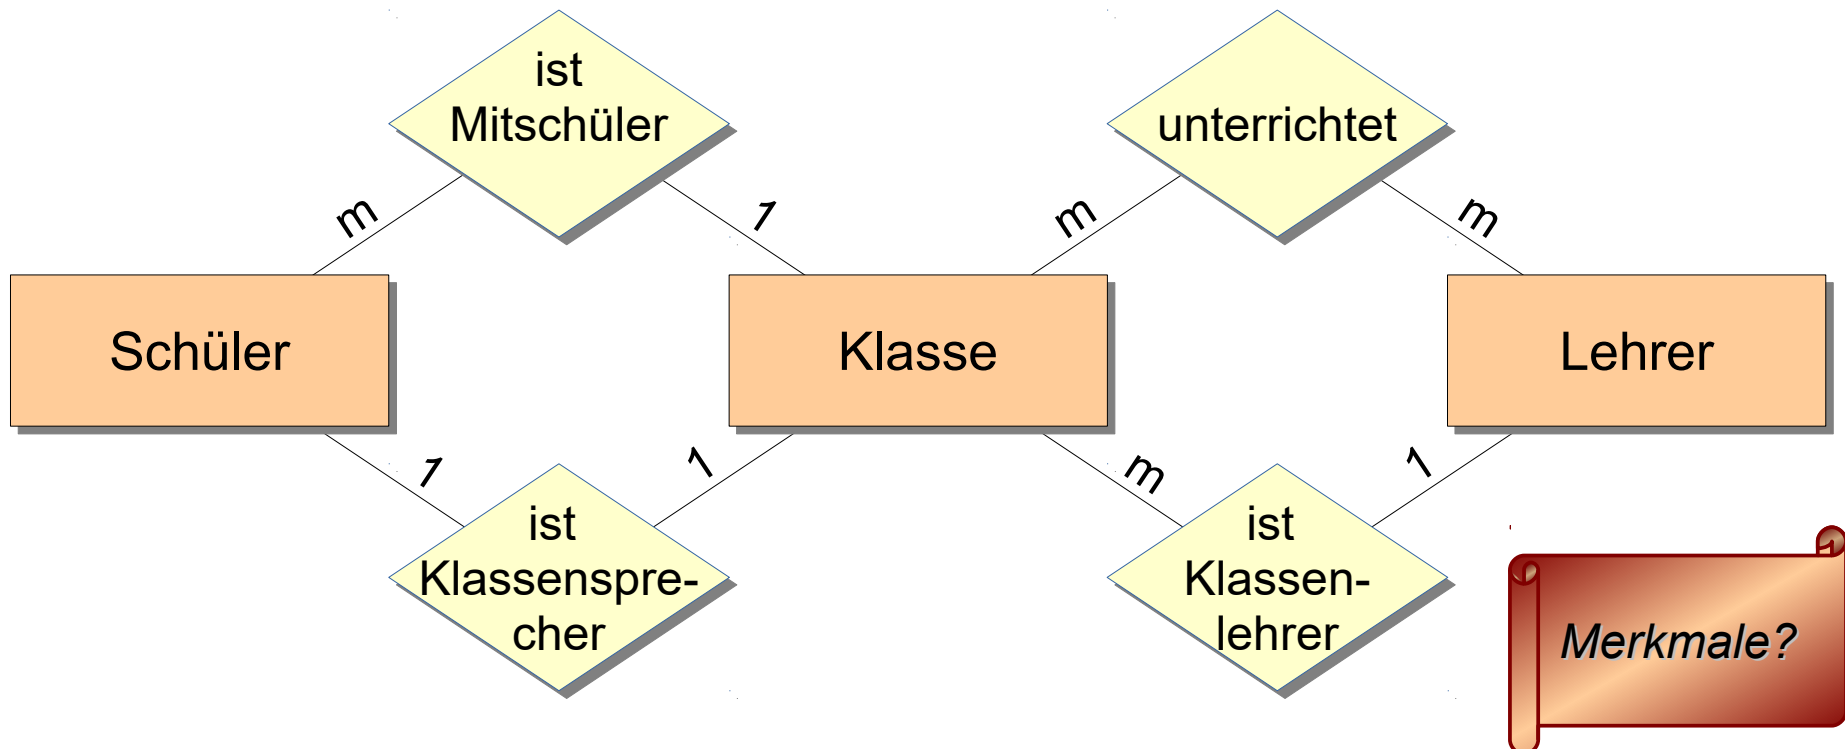 ist
Mitschüler
unterrichtet
m
1
m
m
Schüler
Klasse
Lehrer
1
1
m
1
ist
Klassenspre-
cher
ist
Klassen-
lehrer
Merkmale?